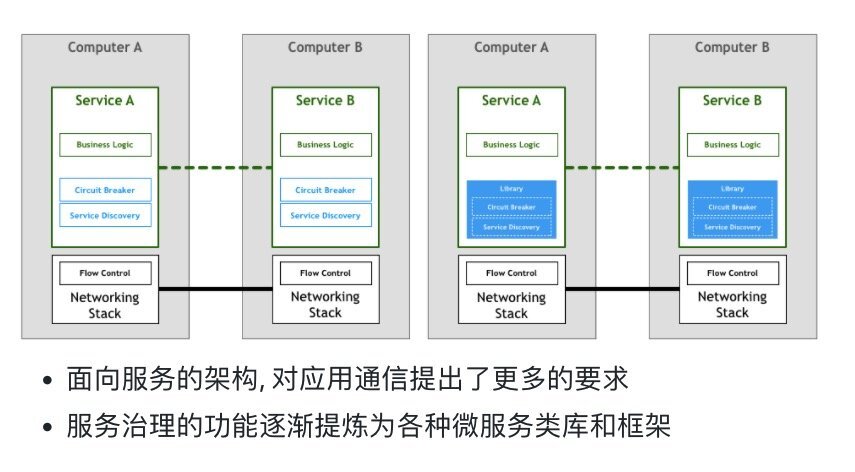 Computer A
Service A
Business Logic
Circuit Breaker
Service Discovery
Flow Control
Networking
Stack
Computer B
Service B
Business Logic
Circuit Breaker
Service Discovery
Flow Control
Networking
Stack
Computer A
Service A
Business Logic
Library
Circuit Breaker
Service Discovery
Flow Control
Networking
Stack
Computer B
Service B
Business Logic
Library
Circuit Breaker
Service Discovery
Flow Control
Networking
Stack
• 面向服务的架构, 对应用通信提出了更多的要求
• 服务治理的功能逐渐提炼为各种微服务类库和框架